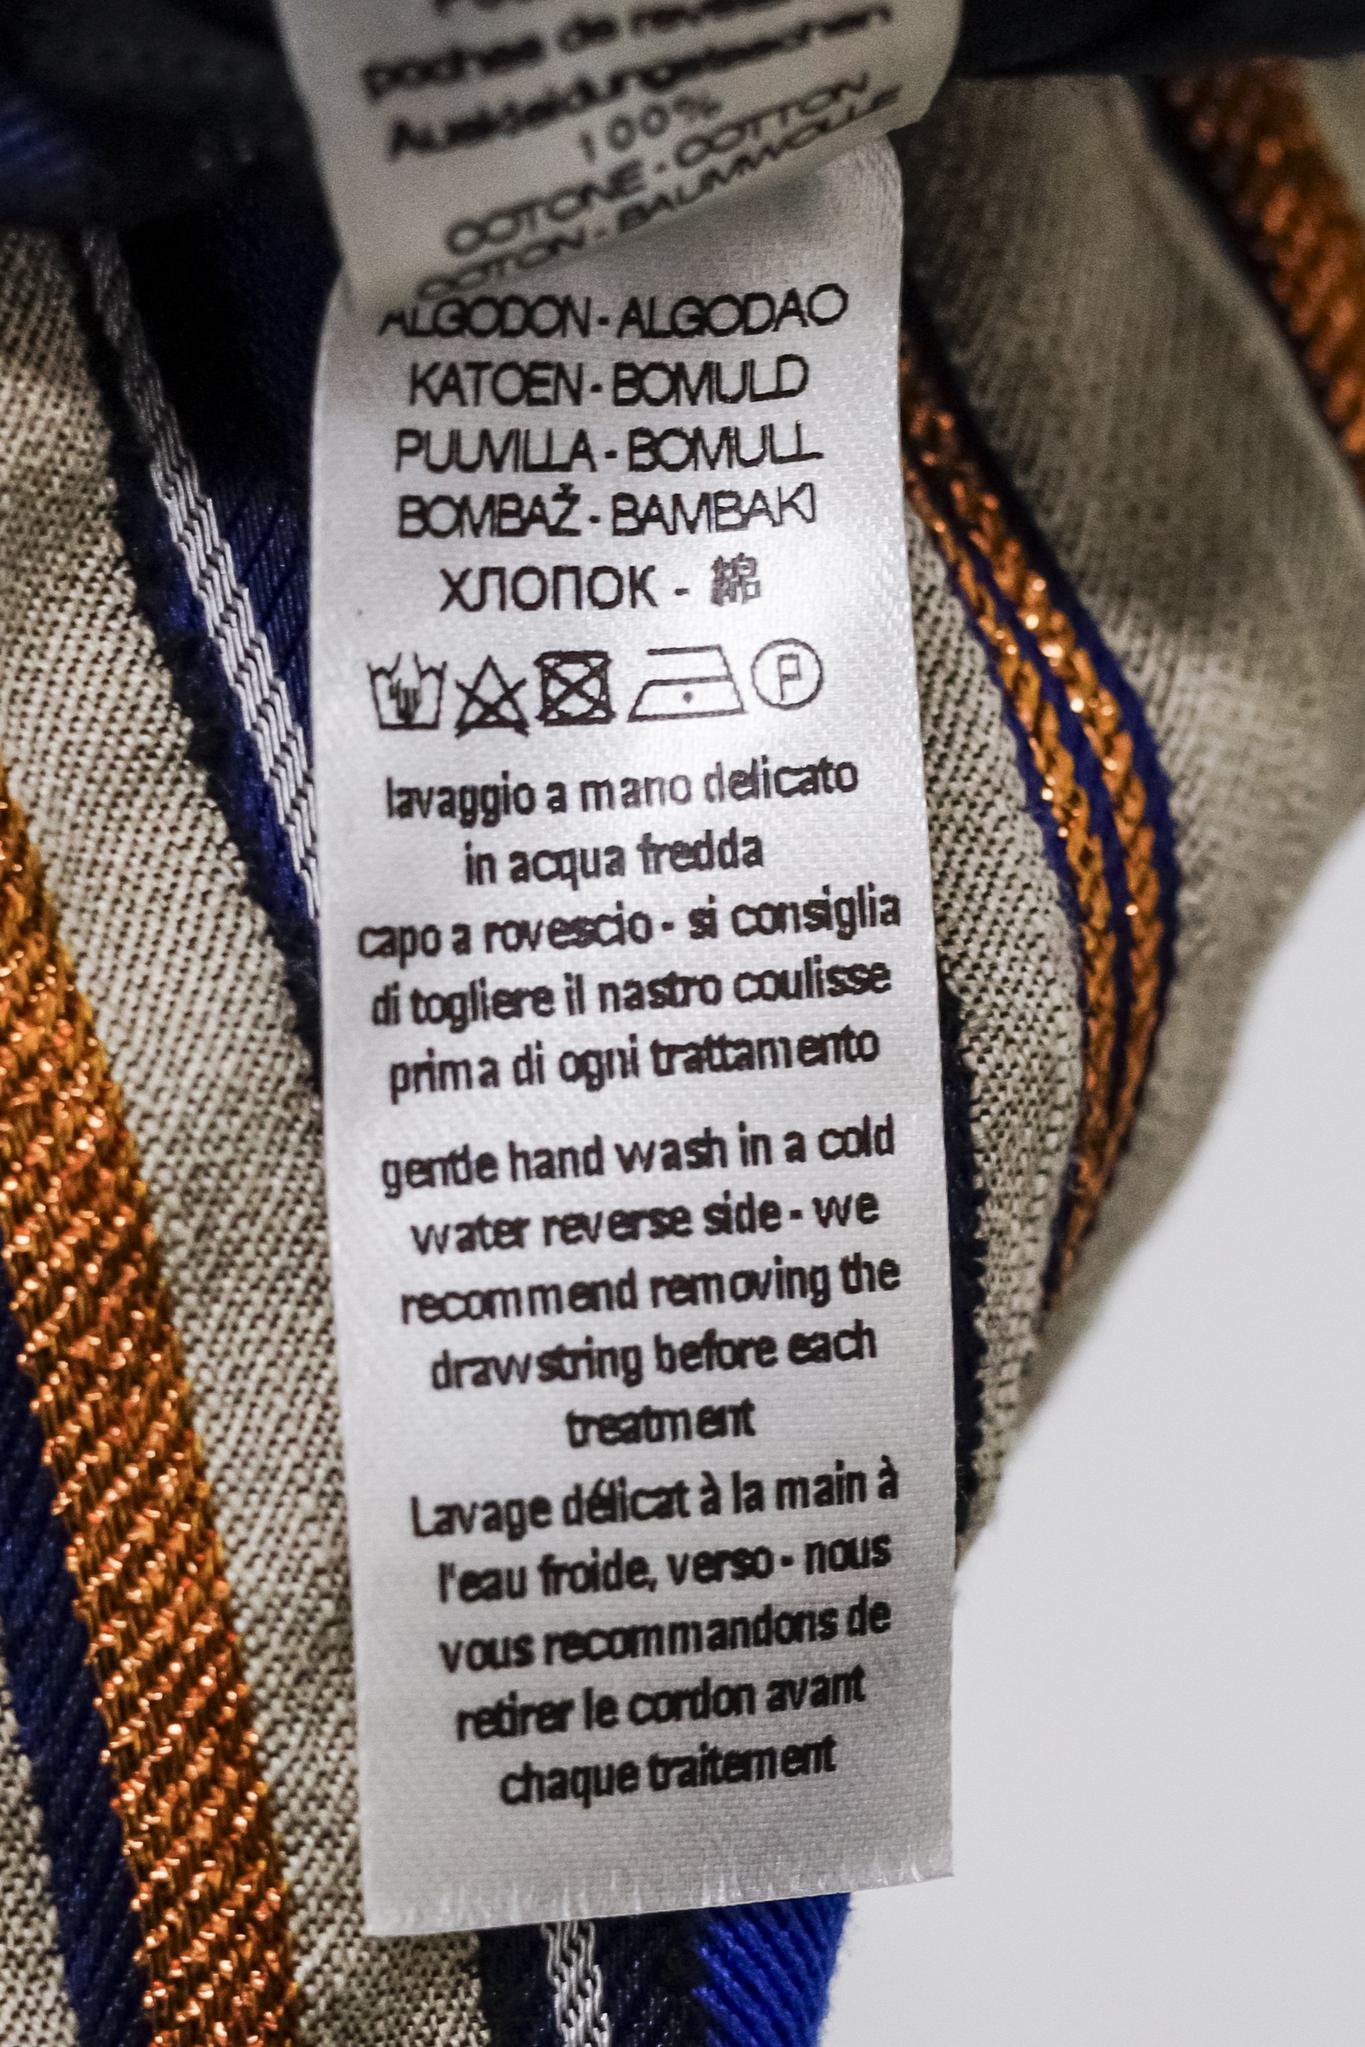 poches de
Auskleidungstaschen
100%
COTONE - COTTON
COTON - BAUMWOLLE
ALGODON - ALGODAO
KATOEN - BOMULD
PUUVILLA - BOMULL
BOMBAŽ - BAMBAKI
ХЛОПОК - 綿
P
lavaggio a mano delicato
in acqua fredda
capo a rovescio - si consiglia
di togliere il nastro coulisse
prima di ogni trattamento
gentle hand wash in a cold
water reverse side - we
recommend removing the
drawstring before each
treatment
Lavage délicat à la main à
l'eau froide, verso - nous
vous recommandons de
retirer le cordon avant
chaque traitement